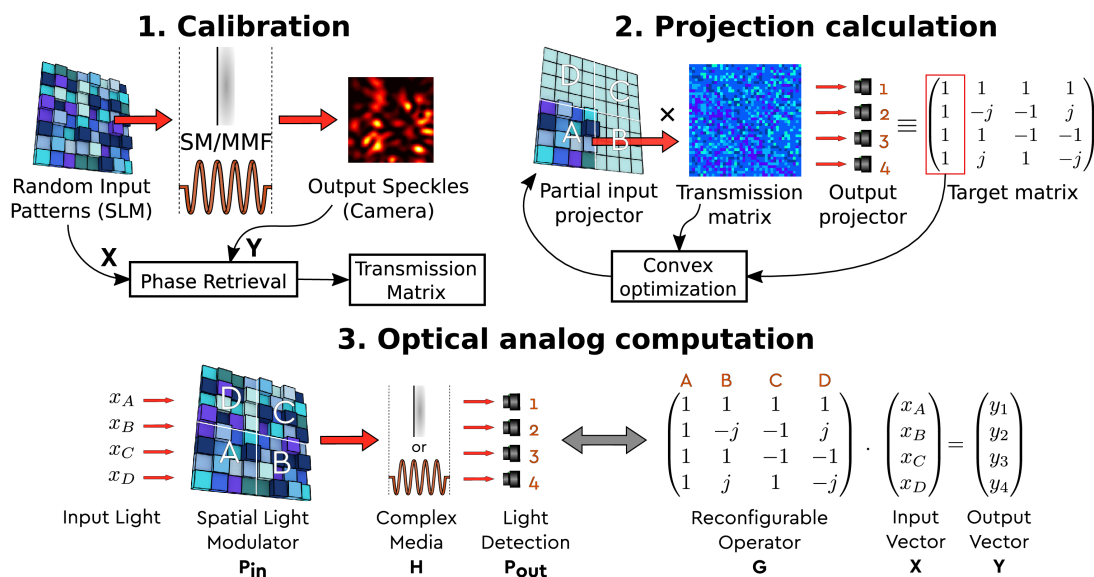 1. Calibration
SM/MMF
Random Input
Patterns (SLM)
Output Speckles
(Camera)
X
Y
Phase Retrieval
Transmission
Matrix
2. Projection calculation
D
C
A
B
×
1
2
3
4
≡
1 1 1 1
1 -j -1 j
1 1 -1 -1
1 j 1 -j
Partial input
projector
Transmission
matrix
Output
projector
Target matrix
Convex
optimization
3. Optical analog computation
x_A
x_B
x_C
x_D
D
C
A
B
or
1
2
3
4
A B C D
1 1 1 1
1 -j -1 j
1 1 -1 -1
1 j 1 -j
·
x_A
x_B
x_C
x_D
=
y_1
y_2
y_3
y_4
Input Light
Spatial Light
Modulator
P_in
Complex
Media
H
Light
Detection
P_out
Reconfigurable
Operator
G
Input
Vector
X
Output
Vector
Y